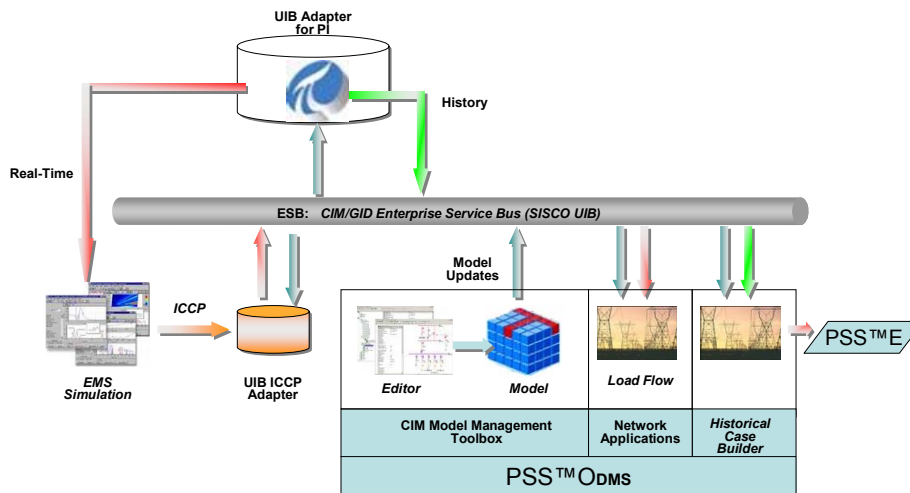 UIB Adapter
for PI
History
Real-Time
ESB: CIM/GID Enterprise Service Bus (SISCO UIB)
Model
Updates
ICCP
PSS™E
EMS
Simulation
UIB ICCP
Adapter
Editor
Model
Load Flow
CIM Model Management
Toolbox
Network
Applications
Historical
Case
Builder
PSS™ODMS